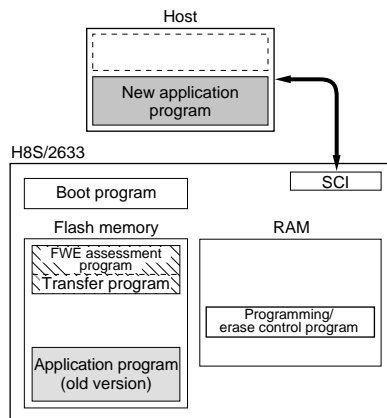 Host
New application
program
H8S/2633
SCI
Boot program
Flash memory
RAM
FWE assessment
program
Transfer program
Programming/
erase control program
Application program
(old version)